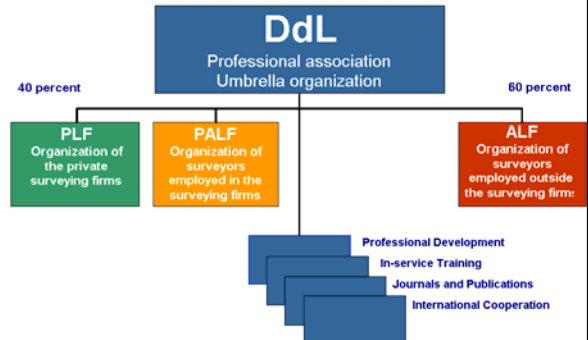 DdL
Professional association
Umbrella organization
40 percent
60 percent
PLF
Organization of
the private
surveying firms
PALF
Organization of
surveyors
employed in the
surveying firms
ALF
Organization of
surveyors
employed outside
the surveying firms
Professional Development
In-service Training
Journals and Publications
International Cooperation